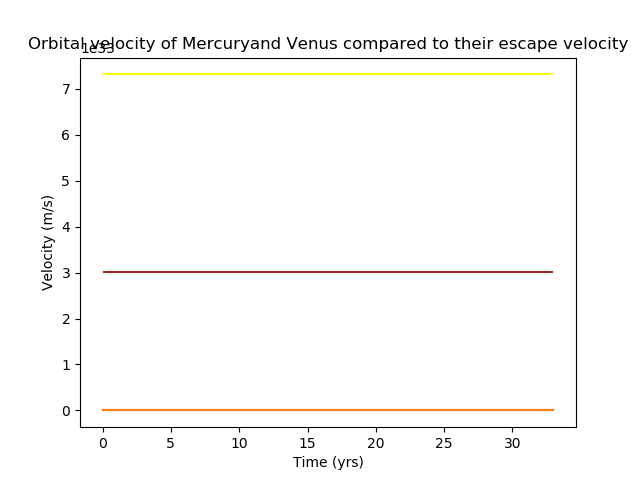 Orbital velocity of Mercuryand Venus compared to their escape velocity
1e33
7
6
5
4
3
2
1
0
Velocity (m/s)
0 5 10 15 20 25 30
Time (yrs)